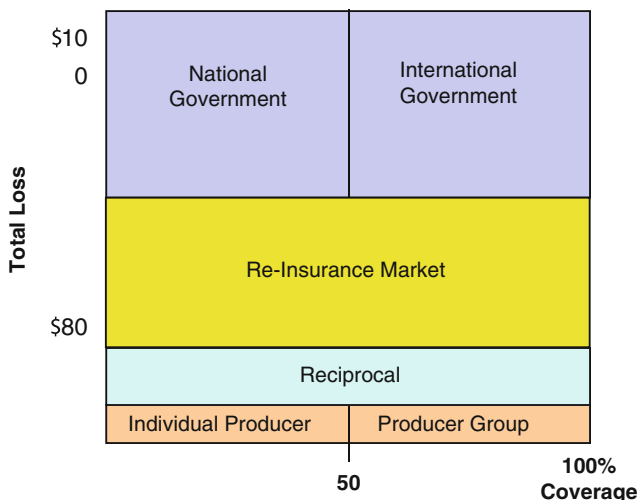 $10
0
National
Government
International
Government
Total Loss
Re-Insurance Market
$80
Reciprocal
Individual Producer
Producer Group
50
100%
Coverage